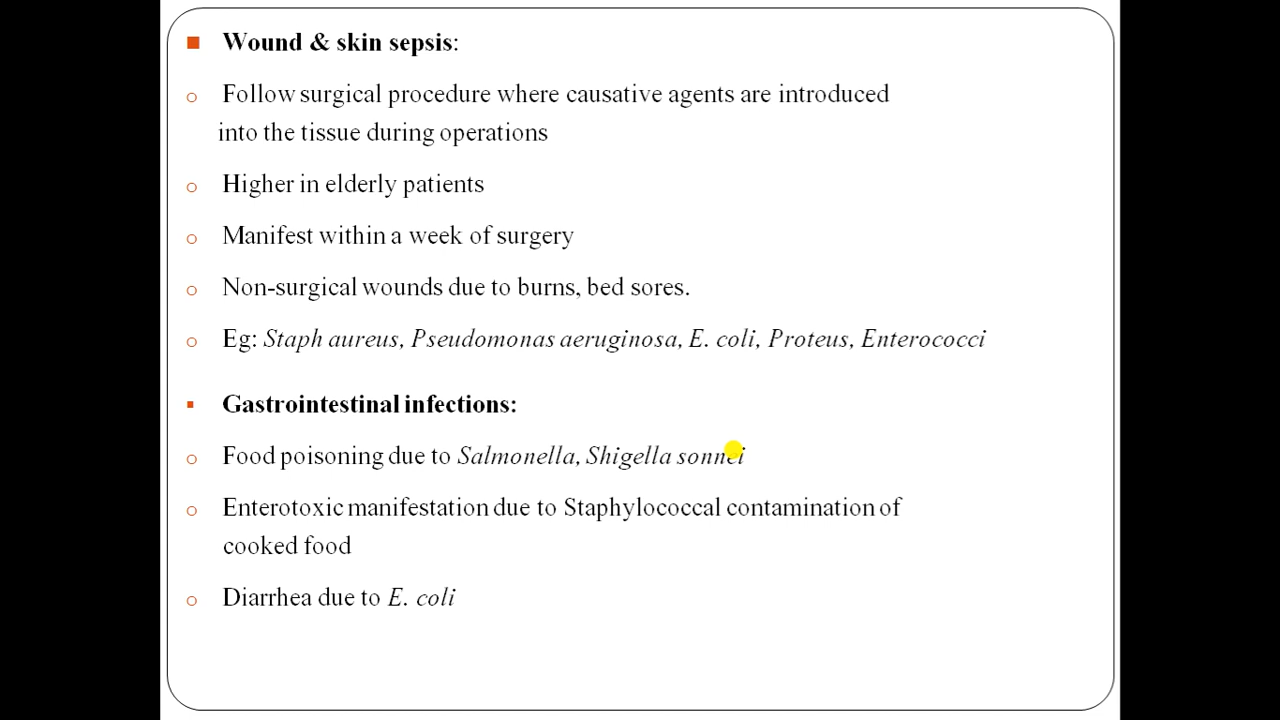 Wound & skin sepsis:
Follow surgical procedure where causative agents are introduced
into the tissue during operations
Higher in elderly patients
Manifest within a week of surgery
Non-surgical wounds due to burns, bed sores.
Eg: Staph aureus, Pseudomonas aeruginosa, E. coli, Proteus, Enterococci
Gastrointestinal infections:
Food poisoning due to Salmonella, Shigella sonnei
Enterotoxic manifestation due to Staphylococcal contamination of
cooked food
Diarrhea due to E. coli